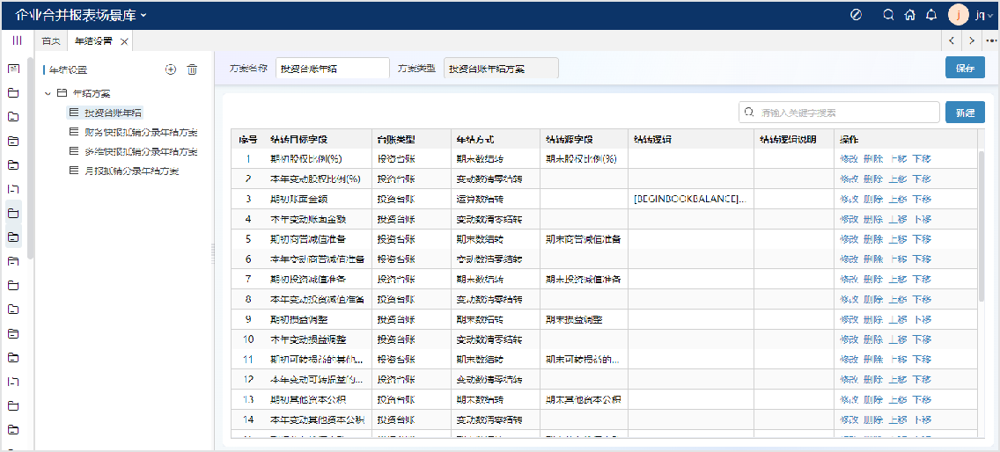 企业合并报表场景库
j jq
首页 年结设置
年结设置
年结方案
投资台账年结
财务快报抵销分录年结方案
多维快报抵销分录年结方案
月报抵销分录年结方案
方案名称 投资台账年结 方案类型 投资台账年结方案 保存
请输入关键字搜索 新建
序号 结转目标字段 台账类型 年结方式 结转源字段 结转逻辑 结转逻辑说明 操作
1 期初股权比例(%) 投资台账 期末数结转 期末股权比例(%) 修改 删除 上移 下移
2 本年变动股权比例(%) 投资台账 变动数清零结转 修改 删除 上移 下移
3 期初账面金额 投资台账 运算数结转 [BEGINBOOKBALANCE]... 修改 删除 上移 下移
4 本年变动账面金额 投资台账 变动数清零结转 修改 删除 上移 下移
5 期初商誉减值准备 投资台账 期末数结转 期末商誉减值准备 修改 删除 上移 下移
6 本年变动商誉减值准备 投资台账 变动数清零结转 修改 删除 上移 下移
7 期初投资减值准备 投资台账 期末数结转 期末投资减值准备 修改 删除 上移 下移
8 本年变动投资减值准备 投资台账 变动数清零结转 修改 删除 上移 下移
9 期初损益调整 投资台账 期末数结转 期末损益调整 修改 删除 上移 下移
10 本年变动损益调整 投资台账 变动数清零结转 修改 删除 上移 下移
11 期初可转损益的其他... 投资台账 期末数结转 期末可转损益的... 修改 删除 上移 下移
12 本年变动可转损益的... 投资台账 变动数清零结转 修改 删除 上移 下移
13 期初其他资本公积 投资台账 期末数结转 期末其他资本公积 修改 删除 上移 下移
14 本年变动其他资本公积 投资台账 变动数清零结转 修改 删除 上移 下移